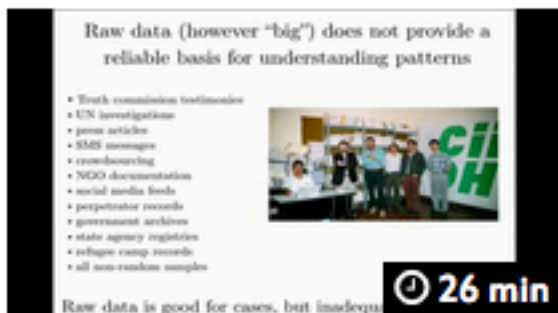 Raw data (however “big”) does not provide a
reliable basis for understanding patterns
• Truth commission testimonies
• UN investigations
• press articles
• SMS messages
• crowdsourcing
• NGO documentation
• social media feeds
• perpetrator records
• government archives
• state agency registries
• refugee camp records
• all non-random samples
cii
DH
Raw data is good for cases, but
26 min